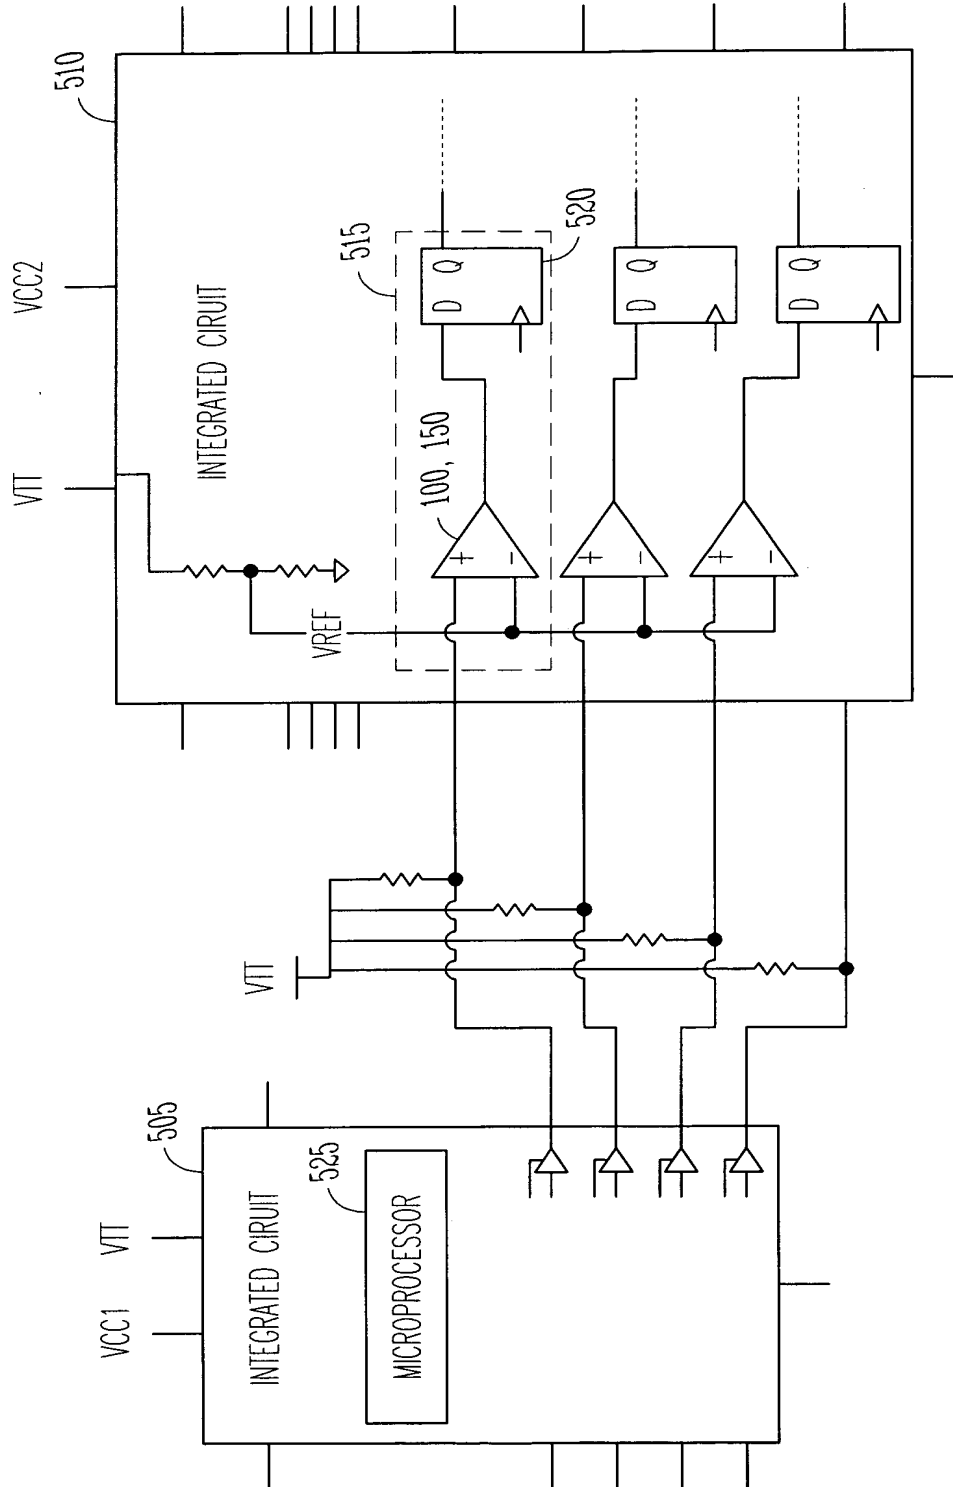 VCC1
VTT
505
INTEGRATED CIRUIT
525
MICROPROCESSOR
VTT
VTT
VCC2
510
INTEGRATED CIRUIT
VREF
515
100, 150
+
-
D Q
520
+
-
D Q
+
-
D Q